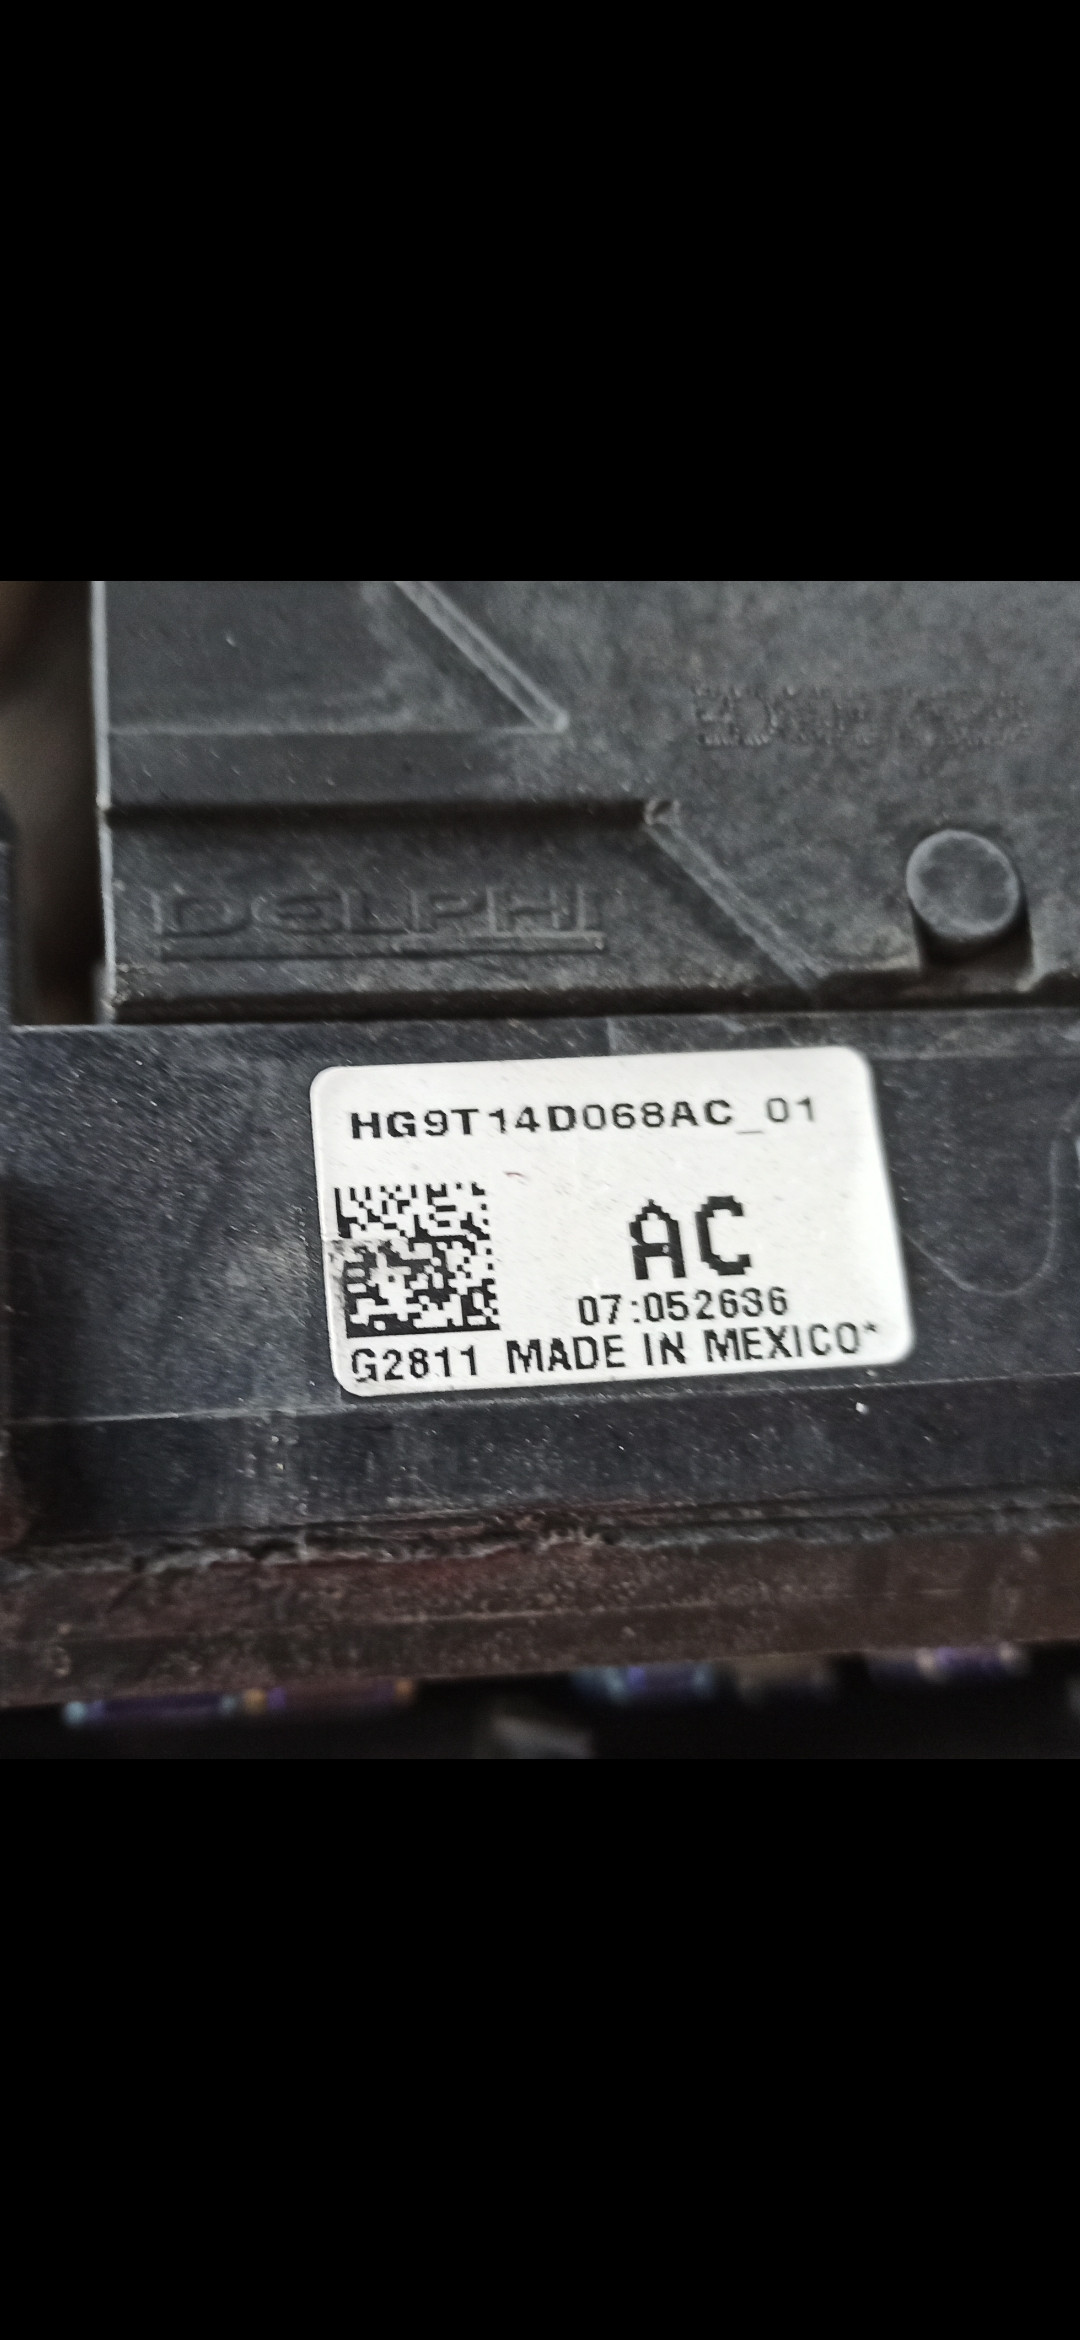 DELPHI
HG9T14D068AC_01
AC
07:052636
G2811 MADE IN MEXICO*